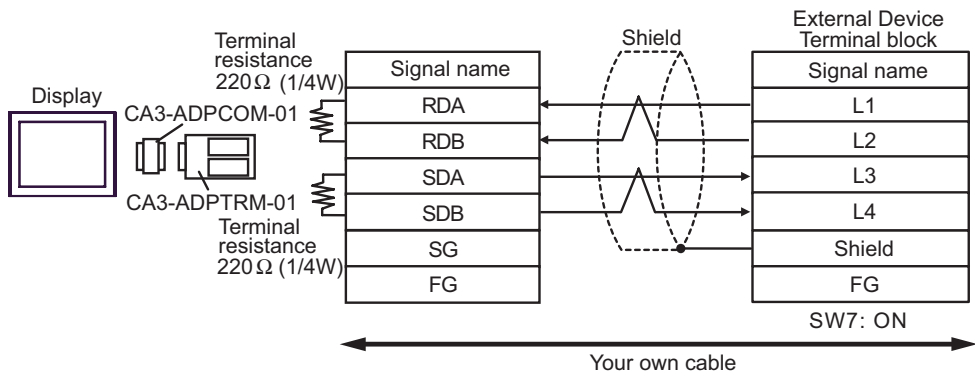 Display
CA3-ADPCOM-01
CA3-ADPTRM-01
Terminal
resistance
220Ω (1/4W)
Terminal
resistance
220Ω (1/4W)
Signal name
RDA
RDB
SDA
SDB
SG
FG
Shield
External Device
Terminal block
Signal name
L1
L2
L3
L4
Shield
FG
SW7: ON
Your own cable